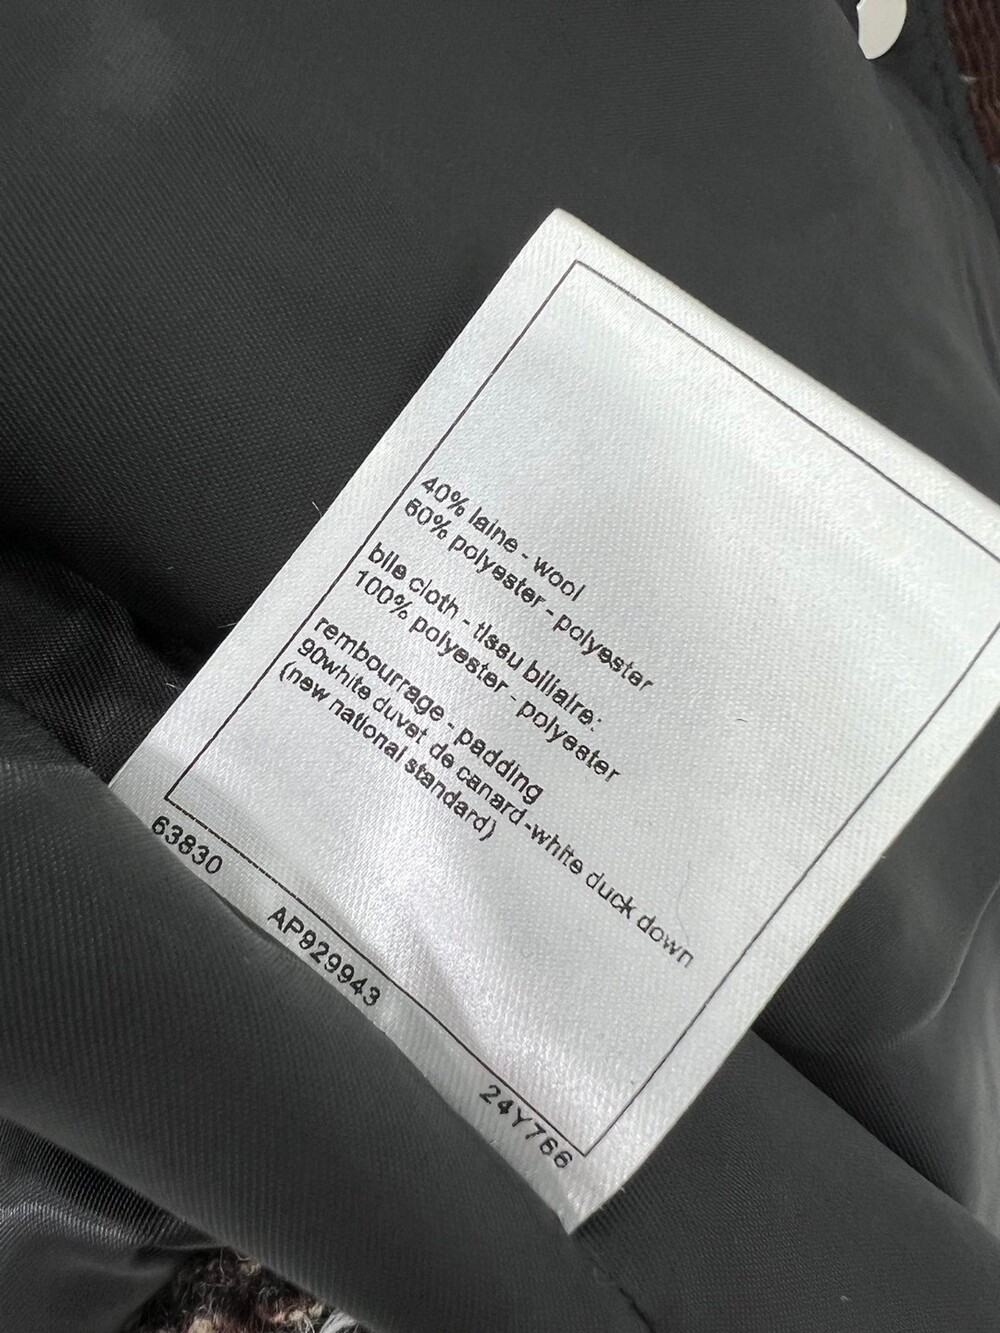 40% laine - wool
60% polyester - polyester
bile cloth - tissu biliaire:
100% polyester - polyester
rembourrage - padding
90white duvet de canard -white duck down
(new national standard)
63830 AP929943 24Y766